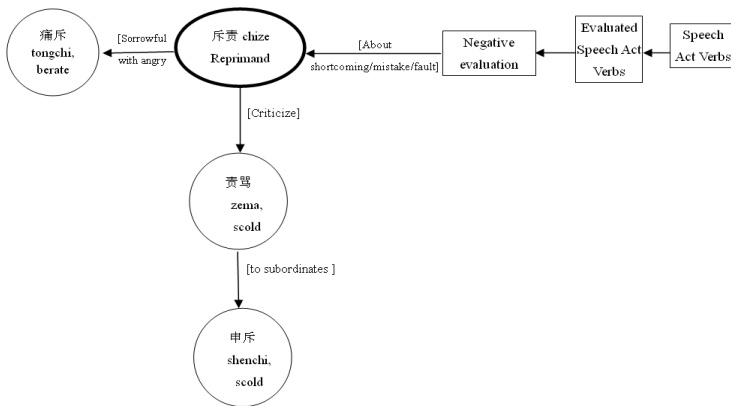 痛斥
tongchi,
berate
[Sorrowful
with angry
斥责 chize
Reprimand
[About
shortcoming/mistake/fault]
Negative
evaluation
Evaluated
Speech Act
Verbs
Speech
Act Verbs
[Criticize]
责骂
zema,
scold
[to subordinates ]
申斥
shenchi,
scold